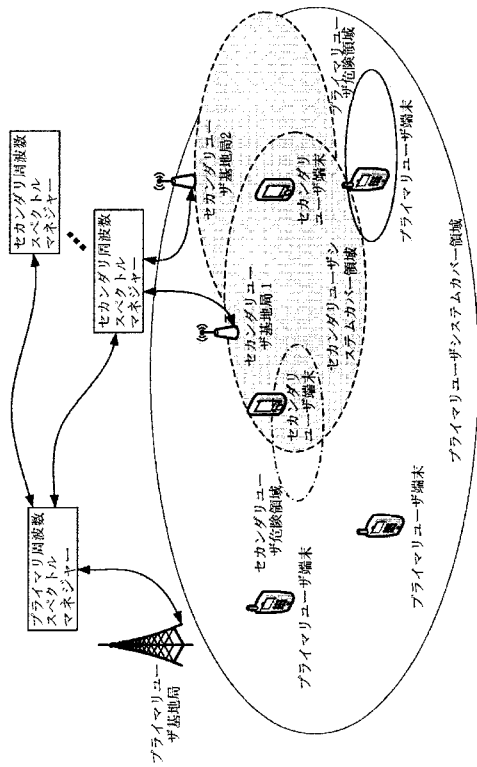 プライマリ周波数
スペクトル
マネジャー
セカンダリ周波数
スペクトル
マネジャー
セカンダリ周波数
スペクトル
マネジャー
プライマリユー
ザ基地局
セカンダリユー
ザ基地局2
セカンダリユー
ザ基地局1
セカンダリ
ユーザ端末
セカンダリ
ユーザ端末
セカンダリユー
ザ危険領域
プライマリユーザ端末
セカンダリユーザシ
ステムカバー領域
プライマリユー
ザ危険領域
プライマリユーザ端末
プライマリユーザ端末
プライマリユーザシステムカバー領域